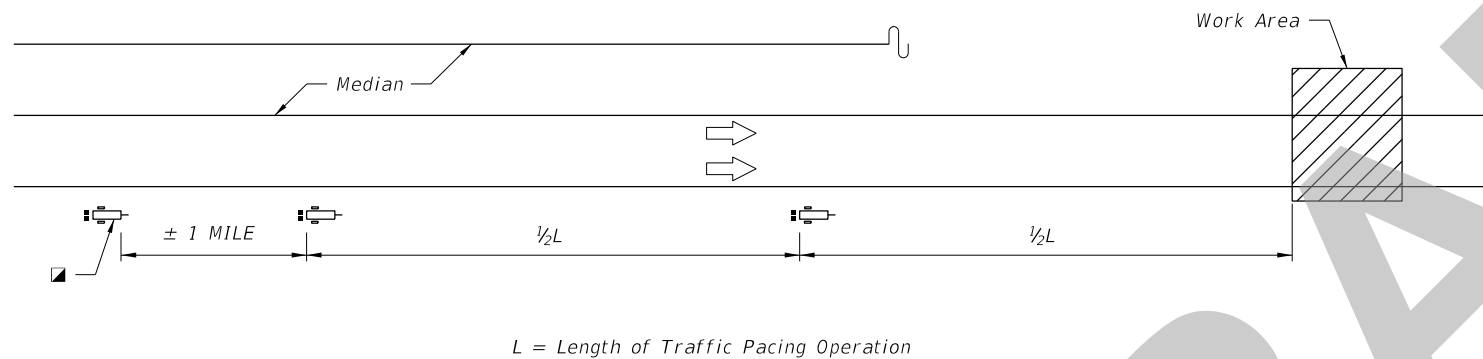 Work Area
Median
± 1 MILE
½L
½L
L = Length of Traffic Pacing Operation